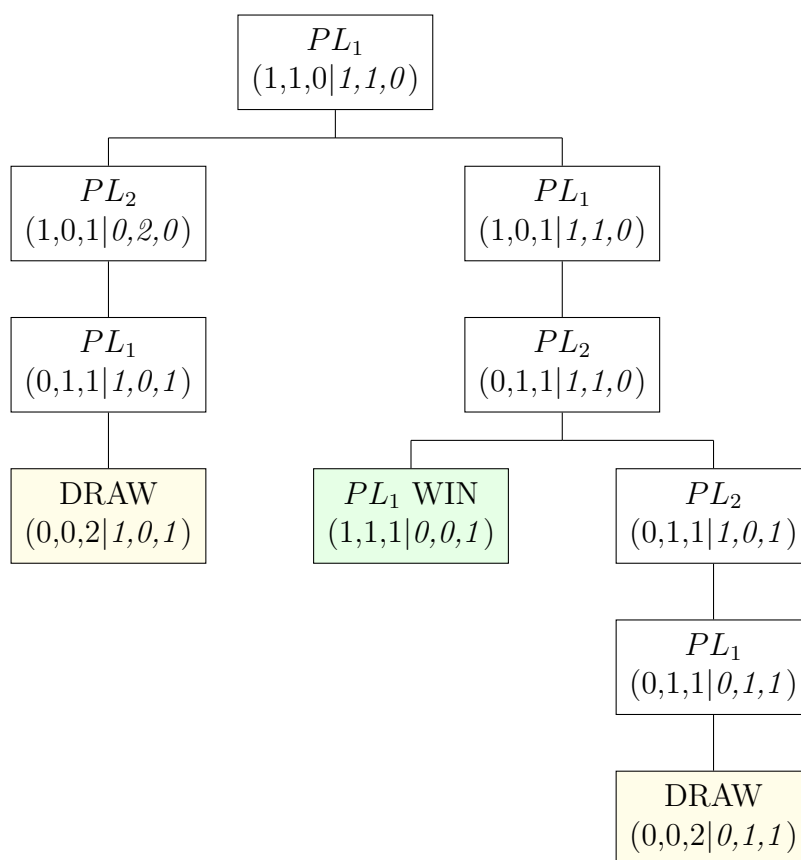 PL₁
(1,1,0|1,1,0)
PL₂
(1,0,1|0,2,0)
PL₁
(1,0,1|1,1,0)
PL₁
(0,1,1|1,0,1)
PL₂
(0,1,1|1,1,0)
DRAW
(0,0,2|1,0,1)
PL₁ WIN
(1,1,1|0,0,1)
PL₂
(0,1,1|1,0,1)
PL₁
(0,1,1|0,1,1)
DRAW
(0,0,2|0,1,1)